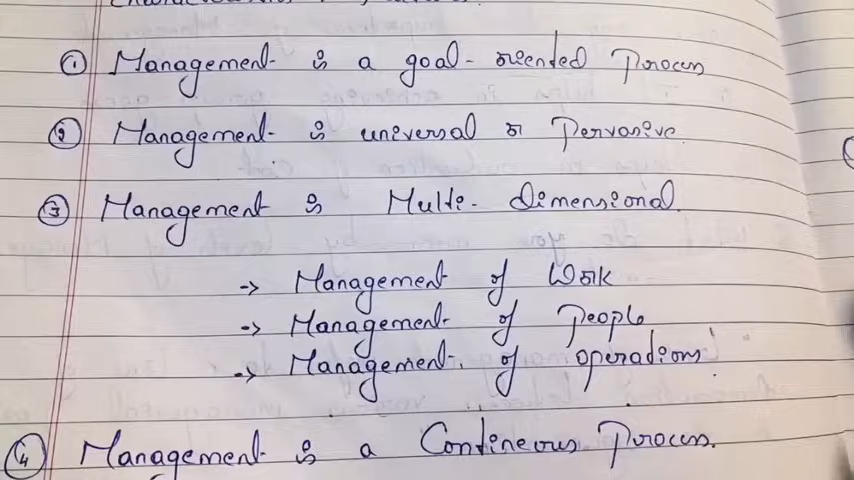 ① Management is a goal-oriented Process
② Management is universal or Pervasive.
③ Management is Multi-dimensional.
-> Management of Work
-> Management of People
-> Management of operations
④ Management is a Contineous Process.